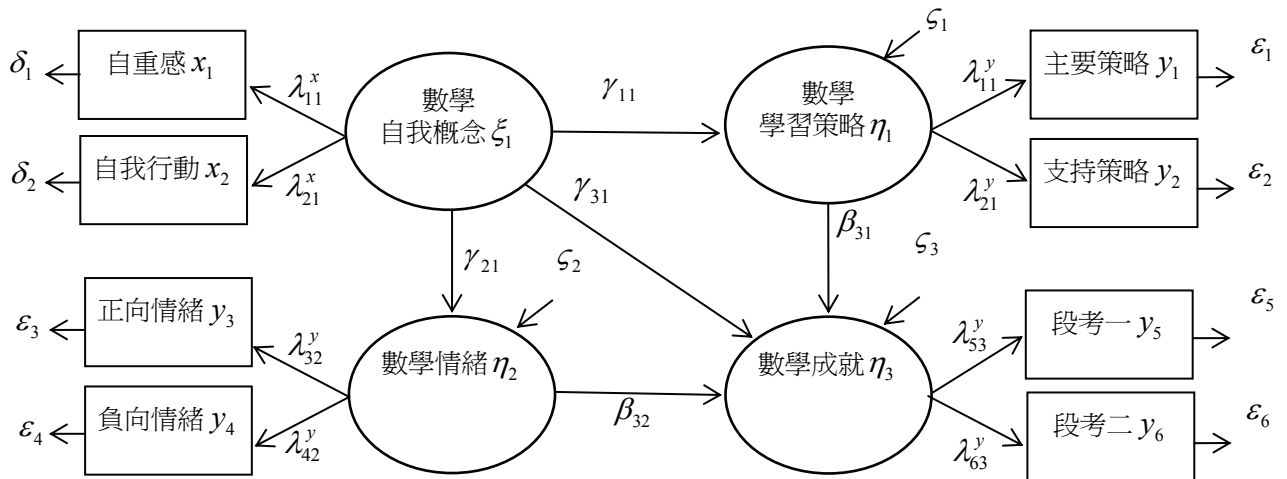 ς₁
δ₁
自重感 x₁
λ₁₁ˣ
數學
自我概念 ξ₁
γ₁₁
數學
學習策略 η₁
λ₁₁ʸ
主要策略 y₁
ε₁
δ₂
自我行動 x₂
λ₂₁ˣ
γ₃₁
λ₂₁ʸ
支持策略 y₂
ε₂
γ₂₁
ς₂
β₃₁
ς₃
ε₃
正向情緒 y₃
λ₃₂ʸ
數學情緒 η₂
數學成就 η₃
λ₅₃ʸ
段考一 y₅
ε₅
ε₄
負向情緒 y₄
λ₄₂ʸ
β₃₂
λ₆₃ʸ
段考二 y₆
ε₆